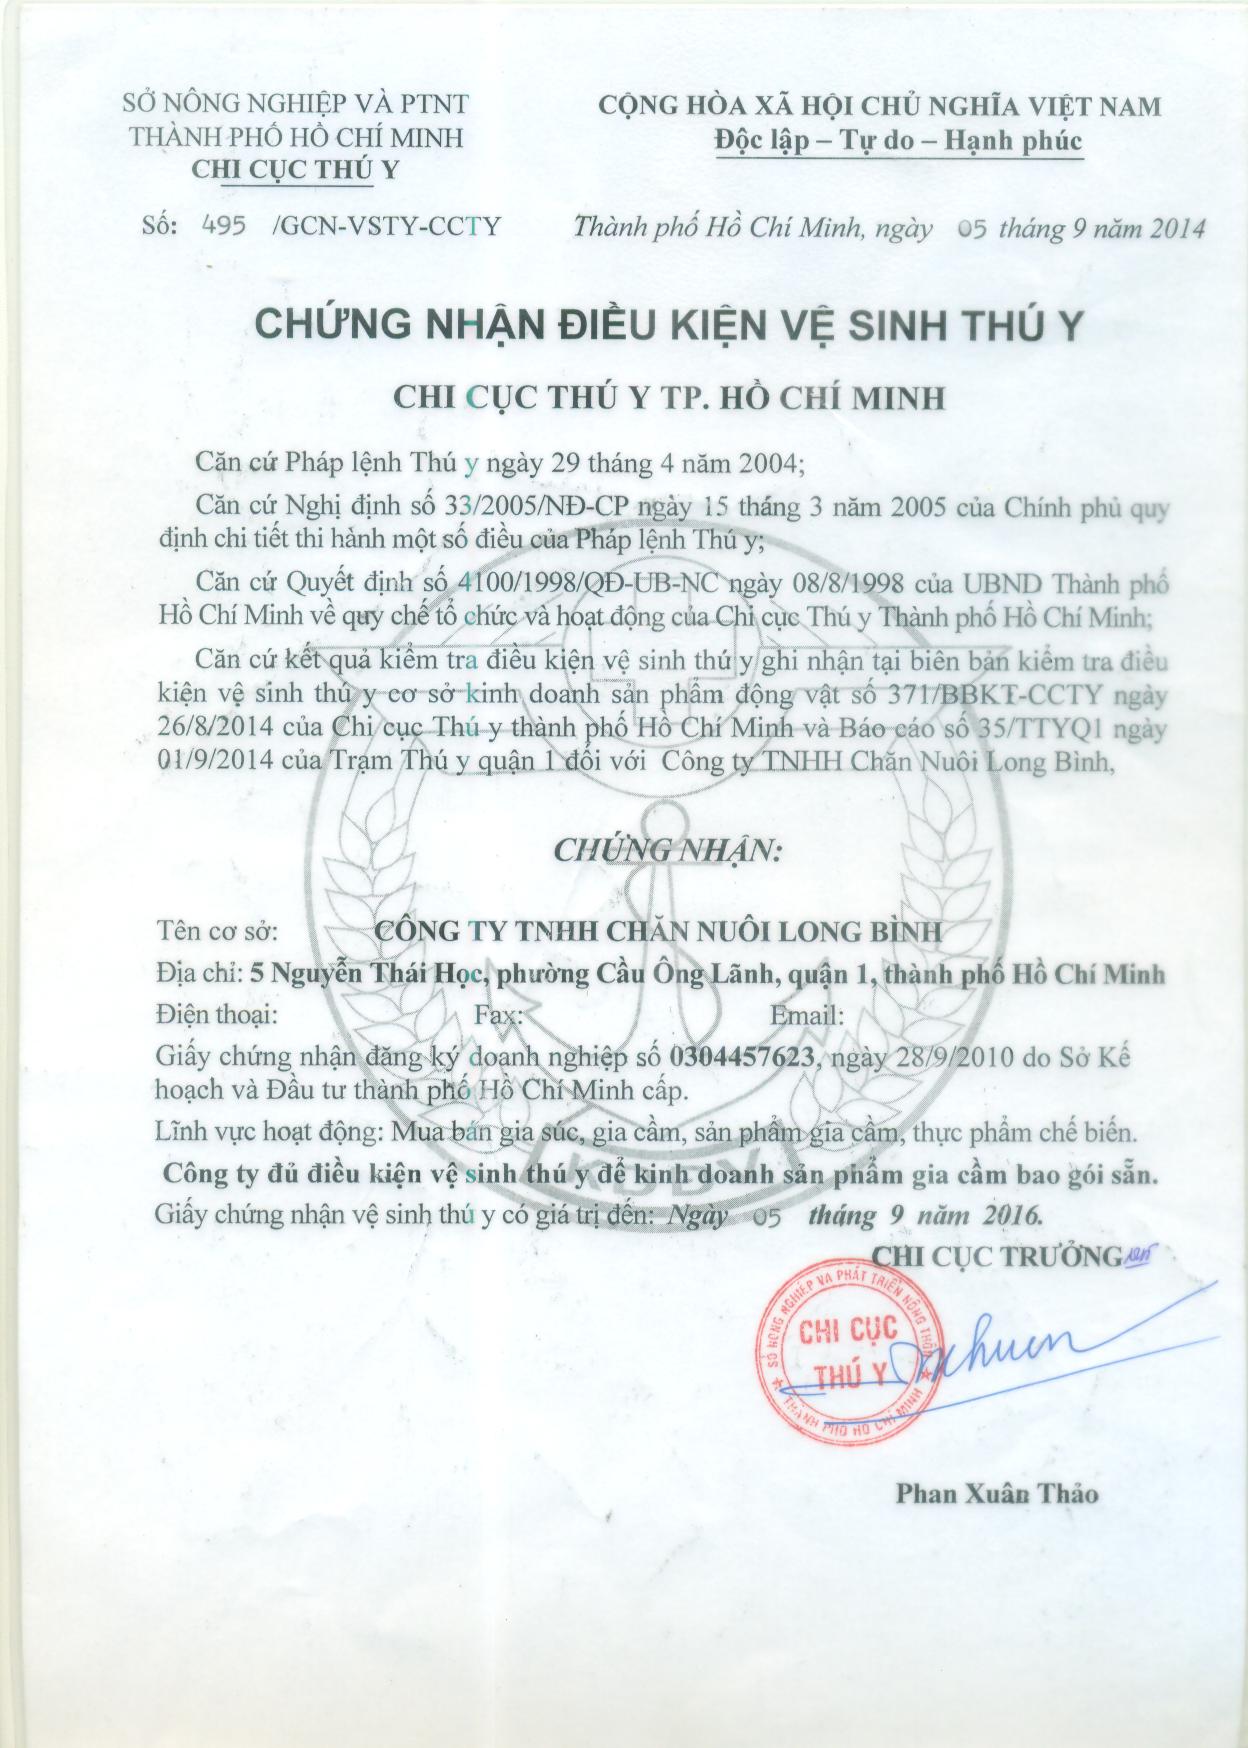 SỞ NÔNG NGHIỆP VÀ PTNT
THÀNH PHỐ HỒ CHÍ MINH
CHI CỤC THÚ Y
CỘNG HÒA XÃ HỘI CHỦ NGHĨA VIỆT NAM
Độc lập – Tự do – Hạnh phúc
Số: 495 /GCN-VSTY-CCTY
Thành phố Hồ Chí Minh, ngày 05 tháng 9 năm 2014
CHỨNG NHẬN ĐIỀU KIỆN VỆ SINH THÚ Y
CHI CỤC THÚ Y TP. HỒ CHÍ MINH
Căn cứ Pháp lệnh Thú y ngày 29 tháng 4 năm 2004;
Căn cứ Nghị định số 33/2005/NĐ-CP ngày 15 tháng 3 năm 2005 của Chính phủ quy
định chi tiết thi hành một số điều của Pháp lệnh Thú y;
Căn cứ Quyết định số 4100/1998/QĐ-UB-NC ngày 08/8/1998 của UBND Thành phố
Hồ Chí Minh về quy chế tổ chức và hoạt động của Chi cục Thú y Thành phố Hồ Chí Minh;
Căn cứ kết quả kiểm tra điều kiện vệ sinh thú y ghi nhận tại biên bản kiểm tra điều
kiện vệ sinh thú y cơ sở kinh doanh sản phẩm động vật số 371/BBKT-CCTY ngày
26/8/2014 của Chi cục Thú y thành phố Hồ Chí Minh và Báo cáo số 35/TTYQ1 ngày
01/9/2014 của Trạm Thú y quận 1 đối với Công ty TNHH Chăn Nuôi Long Bình,
CHỨNG NHẬN:
Tên cơ sở: CÔNG TY TNHH CHĂN NUÔI LONG BÌNH
Địa chỉ: 5 Nguyễn Thái Học, phường Cầu Ông Lãnh, quận 1, thành phố Hồ Chí Minh
Điện thoại: Fax: Email:
Giấy chứng nhận đăng ký doanh nghiệp số 0304457623, ngày 28/9/2010 do Sở Kế
hoạch và Đầu tư thành phố Hồ Chí Minh cấp.
Lĩnh vực hoạt động: Mua bán gia súc, gia cầm, sản phẩm gia cầm, thực phẩm chế biến.
KDDV
Công ty đủ điều kiện vệ sinh thú y để kinh doanh sản phẩm gia cầm bao gói sẵn.
Giấy chứng nhận vệ sinh thú y có giá trị đến: Ngày 05 tháng 9 năm 2016.
CHI CỤC TRƯỞNG
SỞ NÔNG NGHIỆP VÀ PHÁT TRIỂN NÔNG THÔN
CHI CỤC
THÚ Y
THÀNH PHỐ HỒ CHÍ MINH
Phan Xuân Thảo